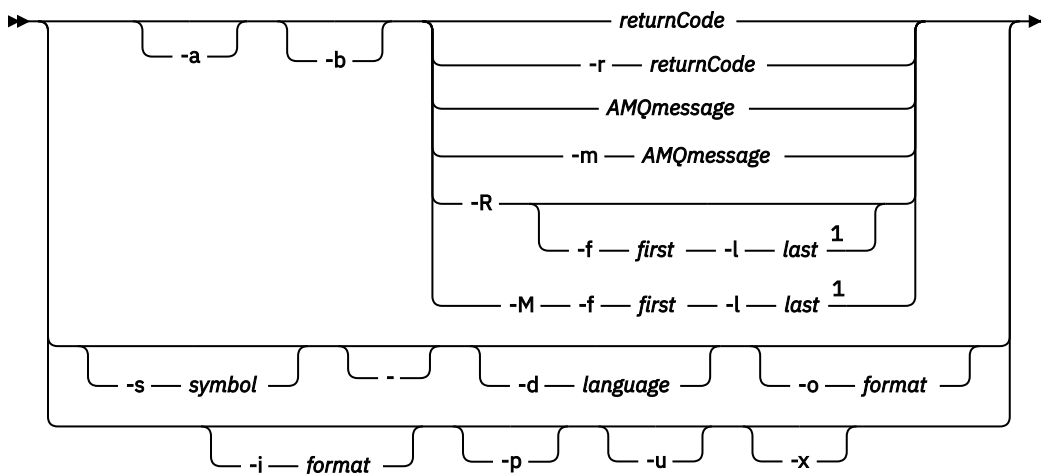 returnCode
-a -b
-r returnCode
AMQmessage
-m AMQmessage
-R
-f first -l last 1
-M -f first -l last 1
-s symbol - -d language -o format
-i format -p -u -x